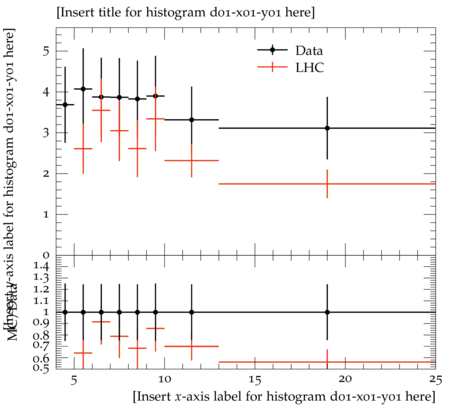 [Insert title for histogram d01-x01-y01 here]
[Insert y-axis label for histogram d01-x01-y01 here]
5
4
3
2
1
0
Data
LHC
MC/Data
1.4
1.3
1.2
1.1
1
0.9
0.8
0.7
0.6
0.5
5 10 15 20 25
[Insert x-axis label for histogram d01-x01-y01 here]